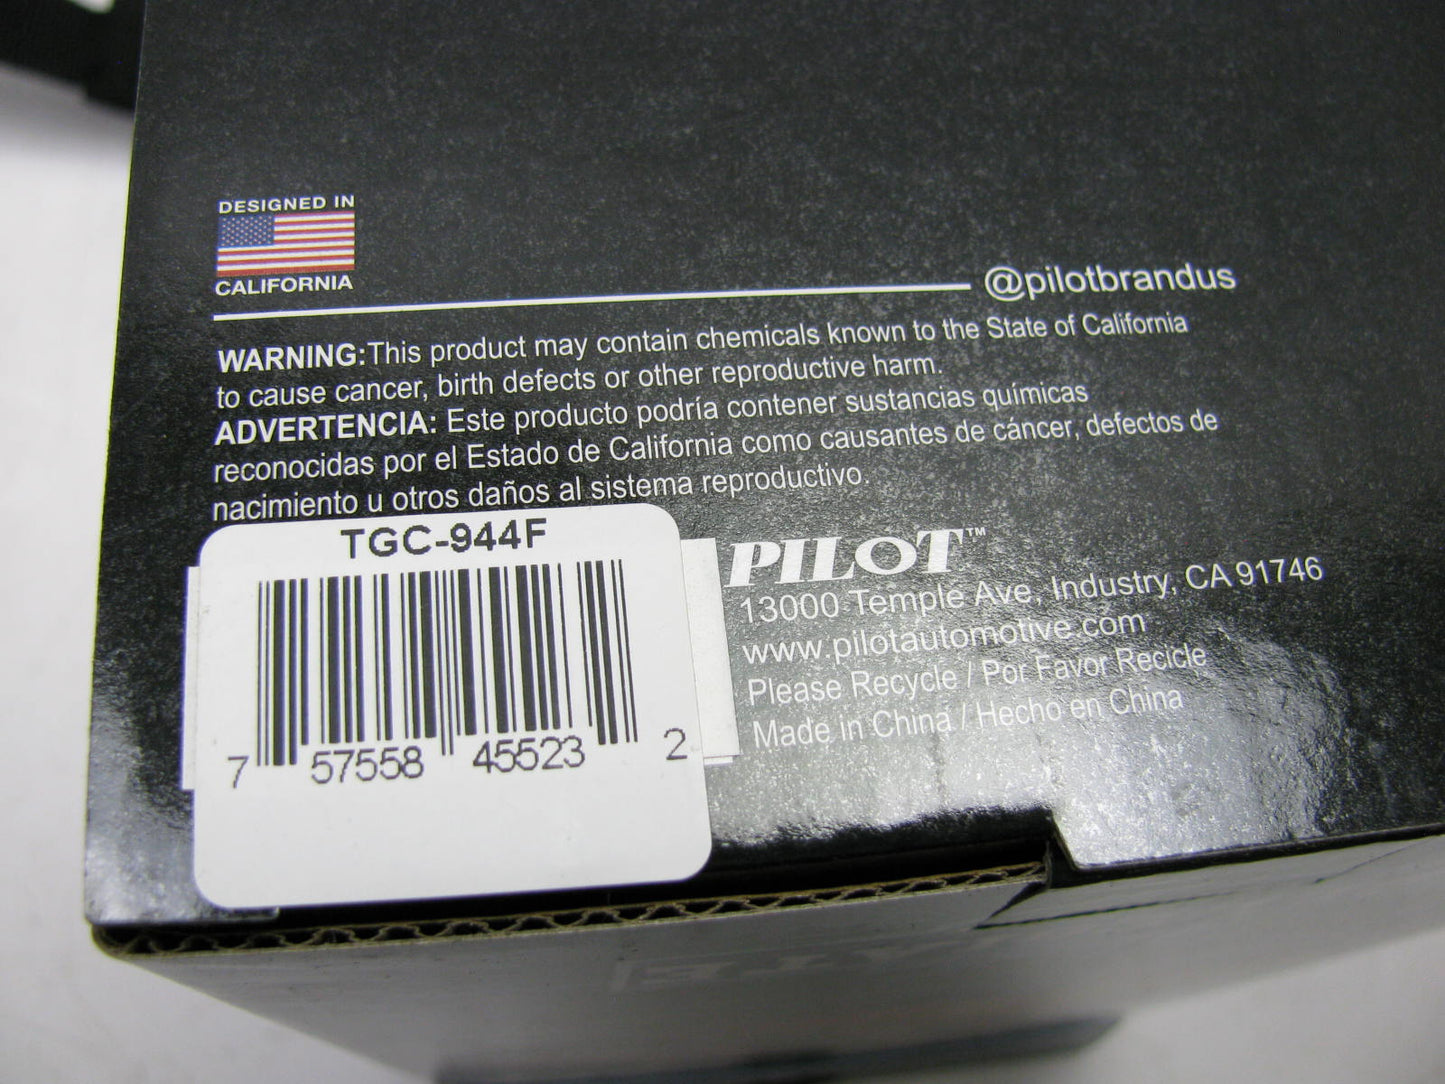 DESIGNED IN
CALIFORNIA
@pilotbrandus
WARNING:This product may contain chemicals known to the State of California
to cause cancer, birth defects or other reproductive harm.
ADVERTENCIA: Este producto podría contener sustancias químicas
reconocidas por el Estado de California como causantes de cáncer, defectos de
nacimiento u otros daños al sistema reproductivo.
TGC-944F
7 57558 45523 2
PILOT™
13000 Temple Ave, Industry, CA 91746
www.pilotautomotive.com
Please Recycle / Por Favor Recicle
Made in China / Hecho en China